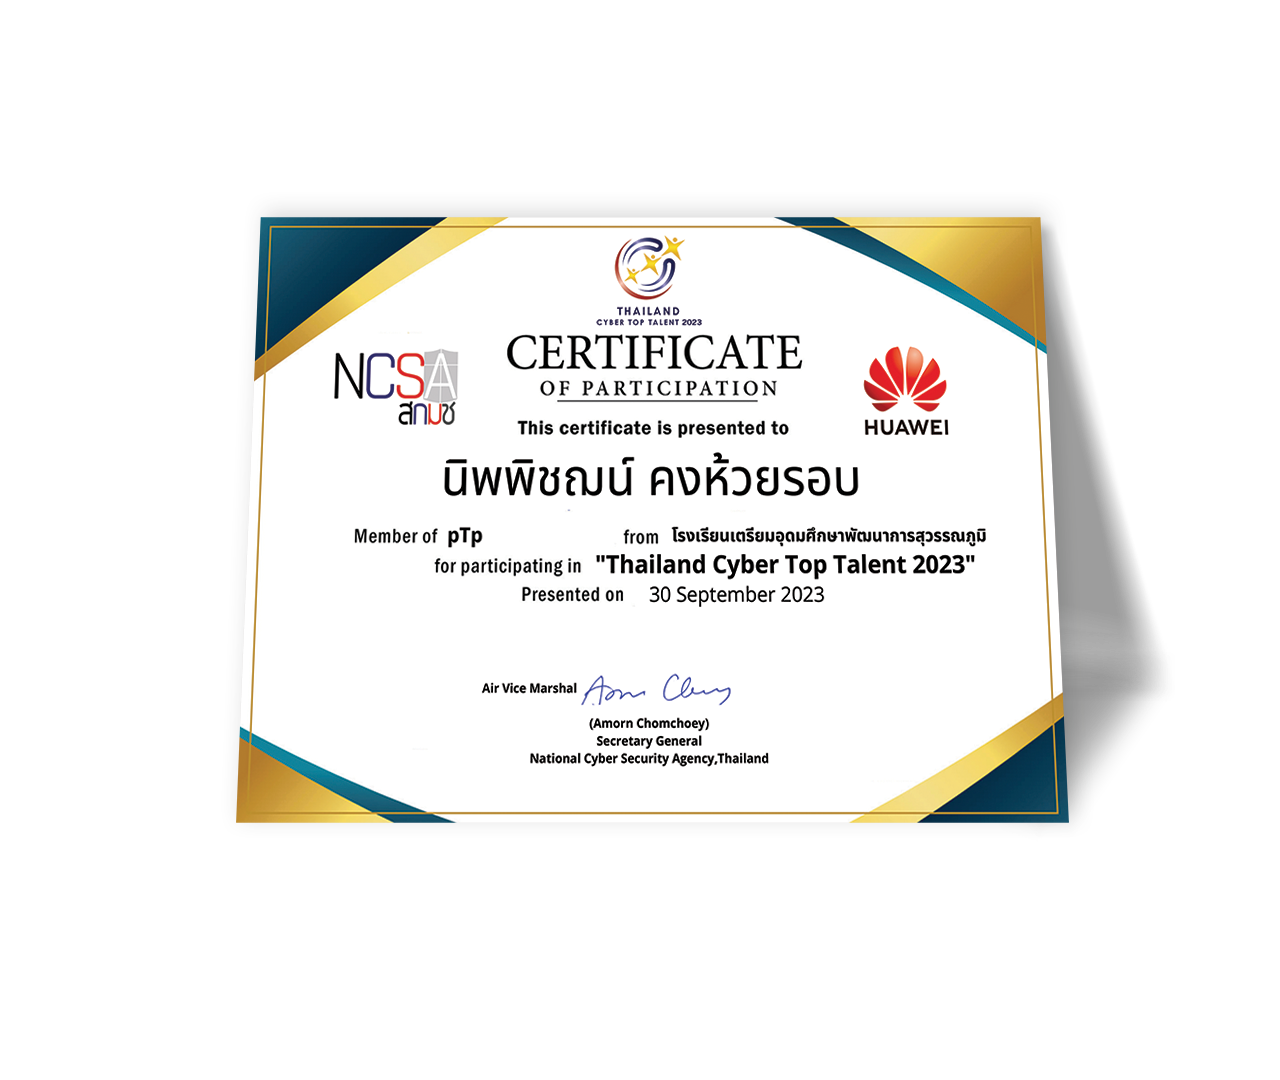 THAILAND
CYBER TOP TALENT 2023
CERTIFICATE
OF PARTICIPATION
NCSA
สกมช
HUAWEI
This certificate is presented to
นิพพิชฌน์ คงห้วยรอบ
Member of pTp from โรงเรียนเตรียมอุดมศึกษาพัฒนาการสุวรรณภูมิ
for participating in "Thailand Cyber Top Talent 2023"
Presented on 30 September 2023
Air Vice Marshal
(Amorn Chomchoey)
Secretary General
National Cyber Security Agency,Thailand